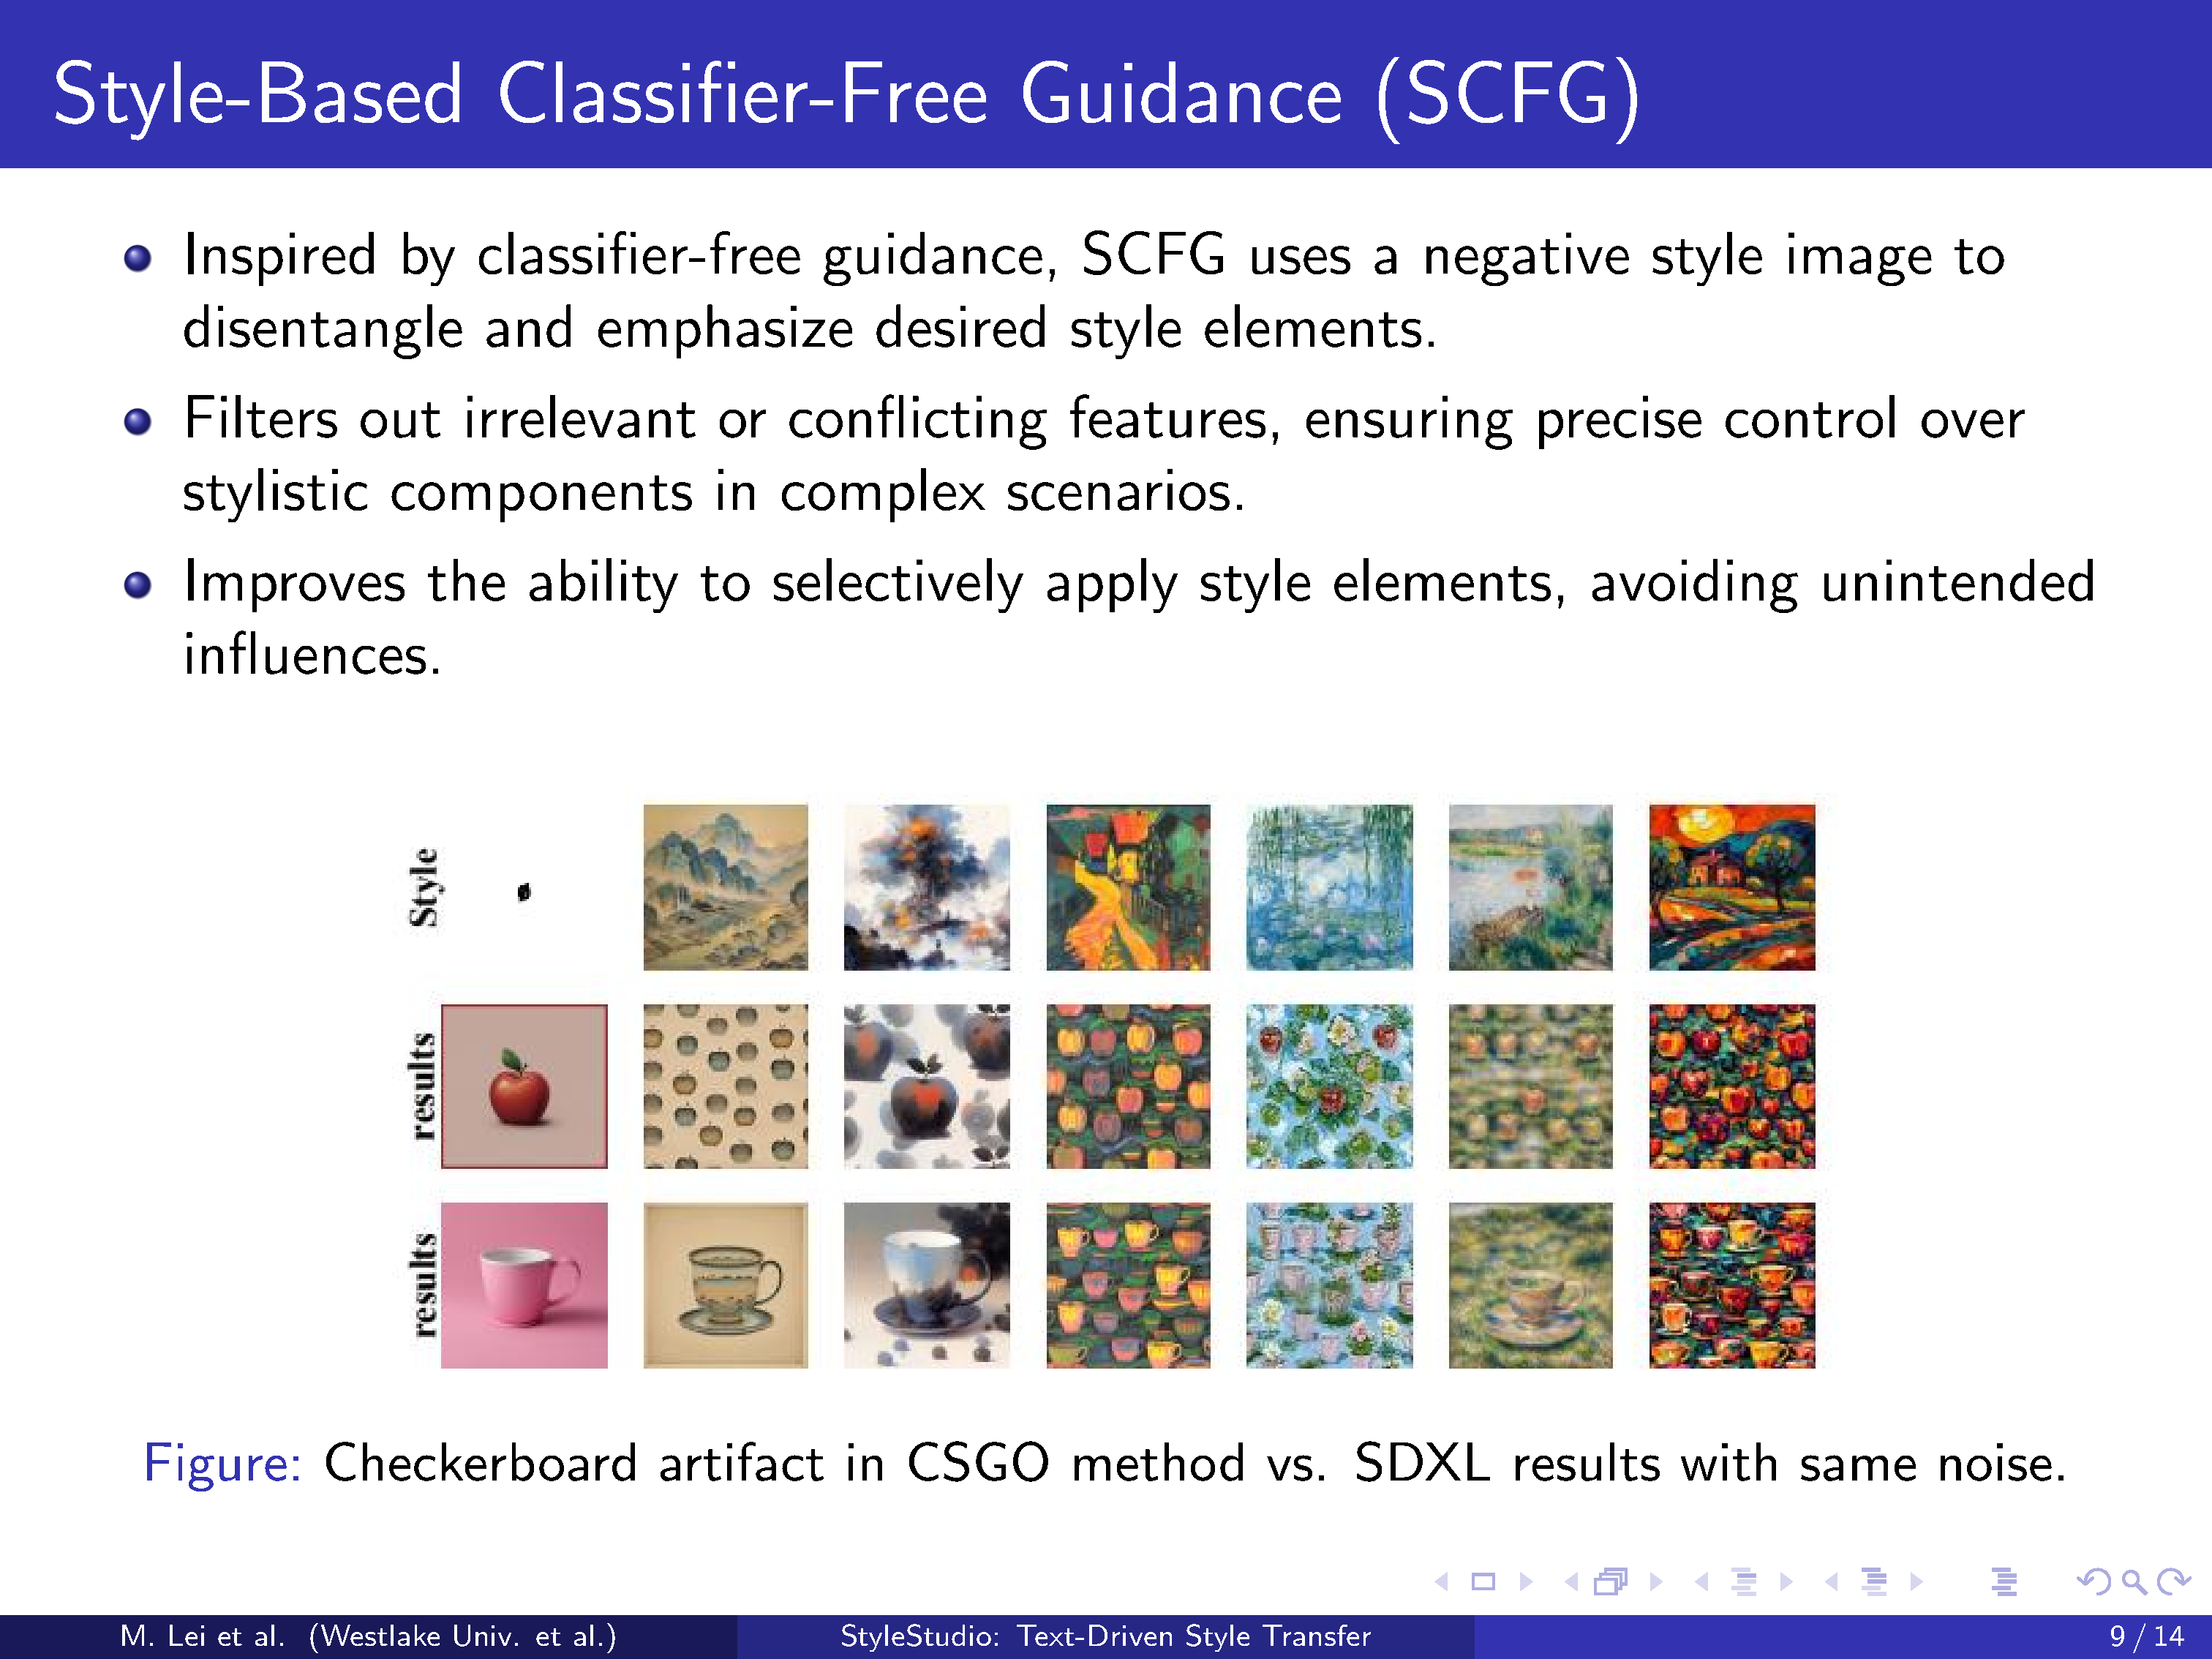 Style-Based Classifier-Free Guidance (SCFG)
Inspired by classifier-free guidance, SCFG uses a negative style image to
disentangle and emphasize desired style elements.
Filters out irrelevant or conflicting features, ensuring precise control over
stylistic components in complex scenarios.
Improves the ability to selectively apply style elements, avoiding unintended
influences.
Style
results
results
Figure: Checkerboard artifact in CSGO method vs. SDXL results with same noise.
M. Lei et al. (Westlake Univ. et al.)
StyleStudio: Text-Driven Style Transfer
9 / 14